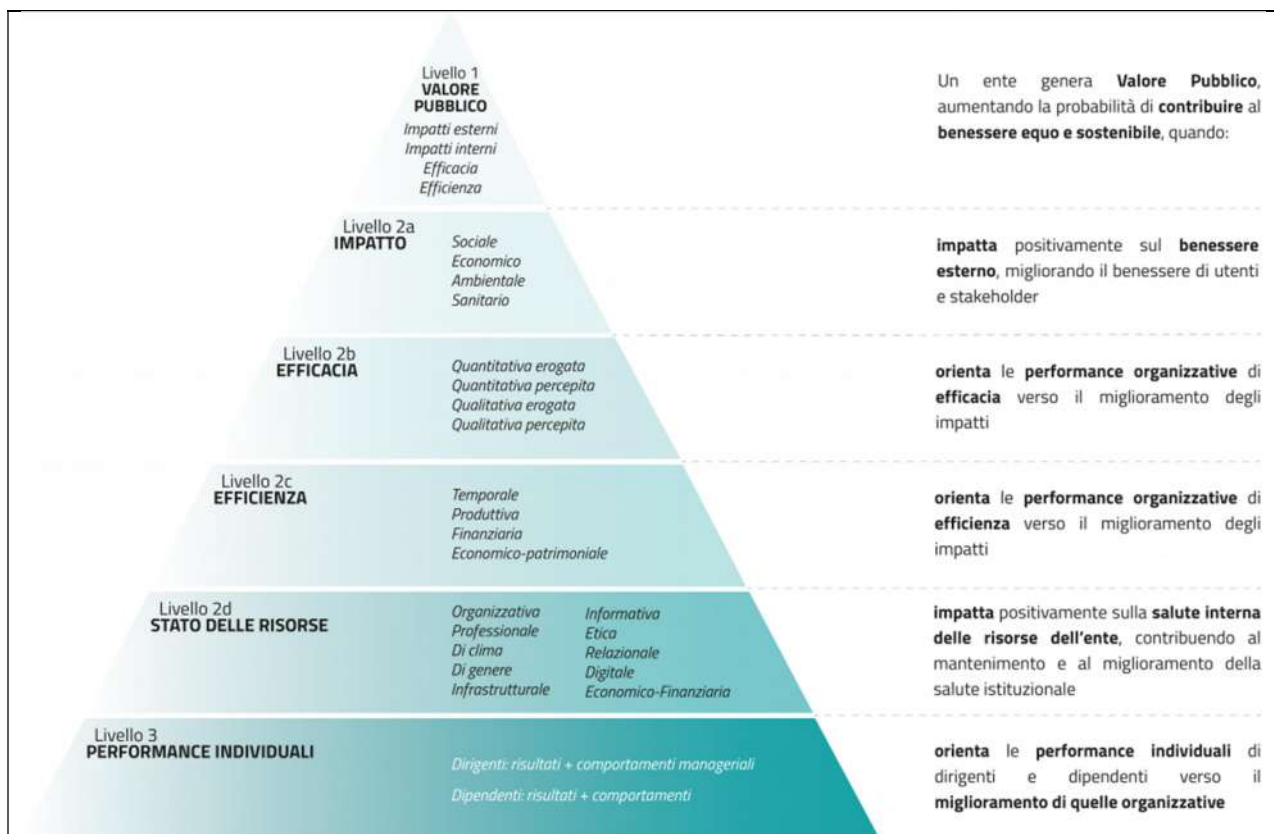 Livello 1
VALORE
PUBBLICO
Impatti esterni
Impatti interni
Efficacia
Efficienza
Un ente genera Valore Pubblico,
aumentando la probabilità di contribuire al
benessere equo e sostenibile, quando:
Livello 2a
IMPATTO
Sociale
Economico
Ambientale
Sanitario
impatta positivamente sul benessere
esterno, migliorando il benessere di utenti
e stakeholder
Livello 2b
EFFICACIA
Quantitativa erogata
Quantitativa percepita
Qualitativa erogata
Qualitativa percepita
orienta le performance organizzative di
efficacia verso il miglioramento degli
impatti
Livello 2c
EFFICIENZA
Temporale
Produttiva
Finanziaria
Economico-patrimoniale
orienta le performance organizzative di
efficienza verso il miglioramento degli
impatti
Livello 2d
STATO DELLE RISORSE
Organizzativa
Professionale
Di clima
Di genere
Infrastrutturale
Informativa
Etica
Relazionale
Digitale
Economico-Finanziaria
impatta positivamente sulla salute interna
delle risorse dell'ente, contribuendo al
mantenimento e al miglioramento della
salute istituzionale
Livello 3
PERFORMANCE INDIVIDUALI
Dirigenti: risultati + comportamenti manageriali
Dipendenti: risultati + comportamenti
orienta le performance individuali di
dirigenti e dipendenti verso il
miglioramento di quelle organizzative